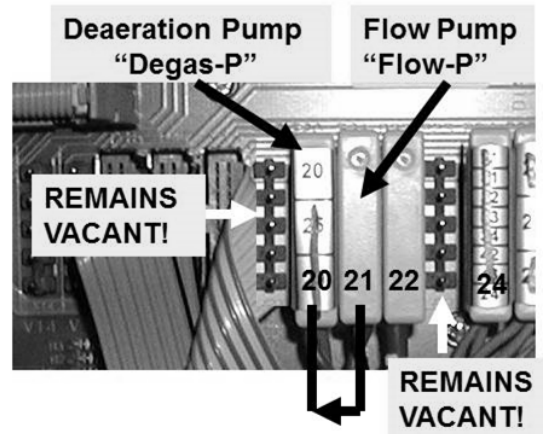 Deaeration Pump
“Degas-P”
Flow Pump
“Flow-P”
20
REMAINS
VACANT!
20
21
22
24
REMAINS
VACANT!